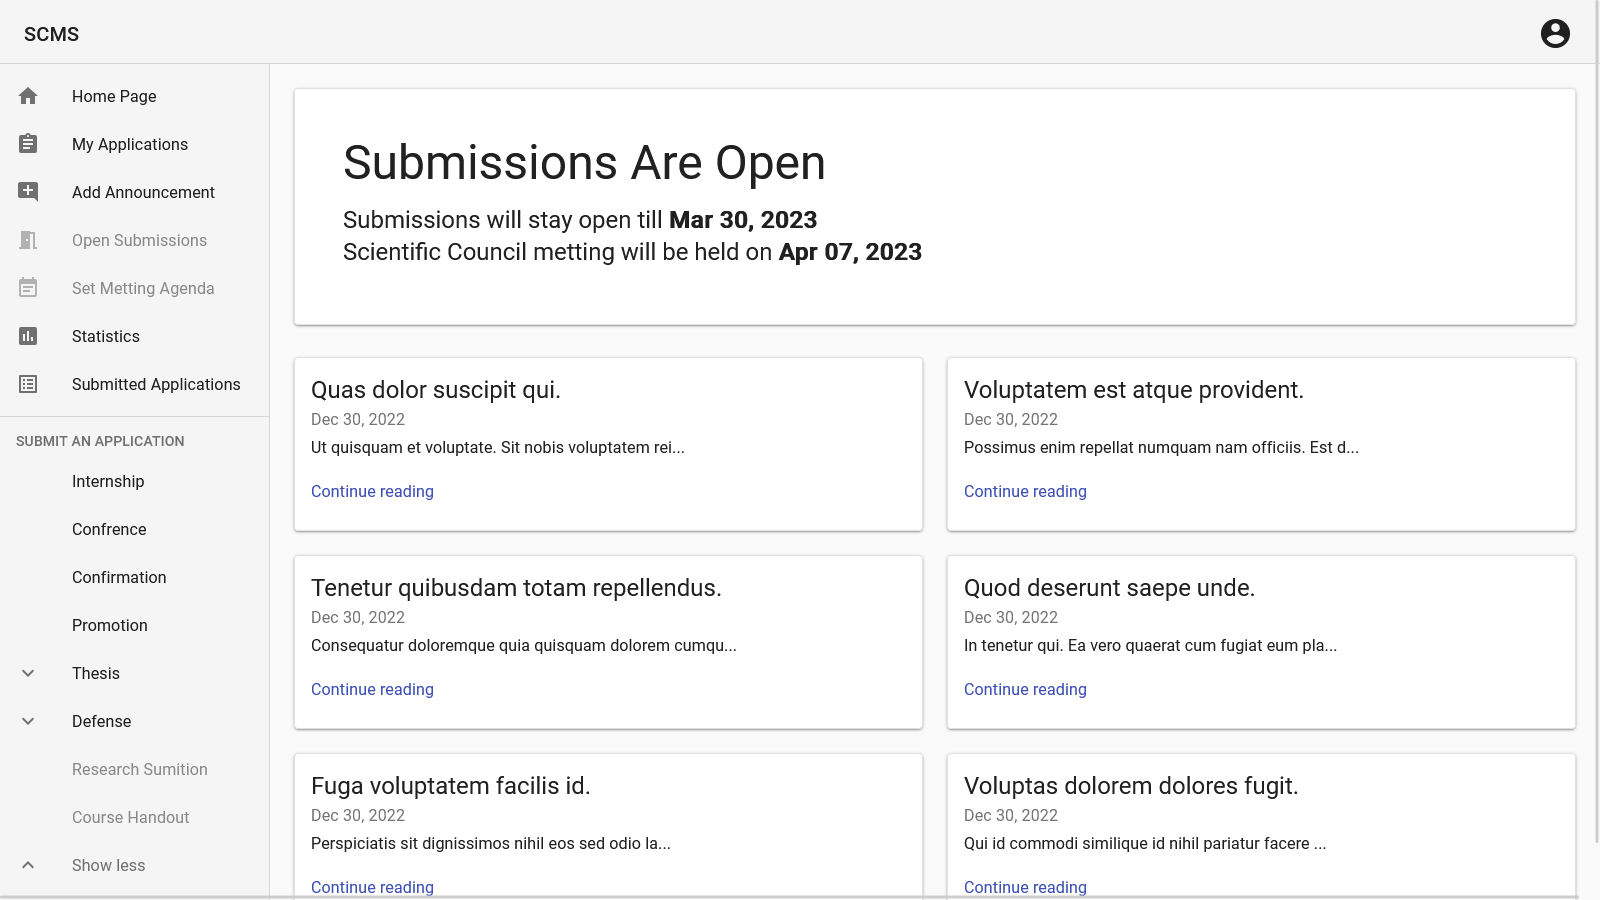 SCMS
Home Page
My Applications
Add Announcement
Open Submissions
Set Metting Agenda
Statistics
Submitted Applications
SUBMIT AN APPLICATION
Internship
Confrence
Confirmation
Promotion
Thesis
Defense
Research Sumition
Course Handout
Show less
Submissions Are Open
Submissions will stay open till Mar 30, 2023
Scientific Council metting will be held on Apr 07, 2023
Quas dolor suscipit qui.
Dec 30, 2022
Ut quisquam et voluptate. Sit nobis voluptatem rei...
Continue reading
Voluptatem est atque provident.
Dec 30, 2022
Possimus enim repellat numquam nam officiis. Est d...
Continue reading
Tenetur quibusdam totam repellendus.
Dec 30, 2022
Consequatur doloremque quia quisquam dolorem cumqu...
Continue reading
Quod deserunt saepe unde.
Dec 30, 2022
In tenetur qui. Ea vero quaerat cum fugiat eum pla...
Continue reading
Fuga voluptatem facilis id.
Dec 30, 2022
Perspiciatis sit dignissimos nihil eos sed odio la...
Continue reading
Voluptas dolorem dolores fugit.
Dec 30, 2022
Qui id commodi similique id nihil pariatur facere ...
Continue reading